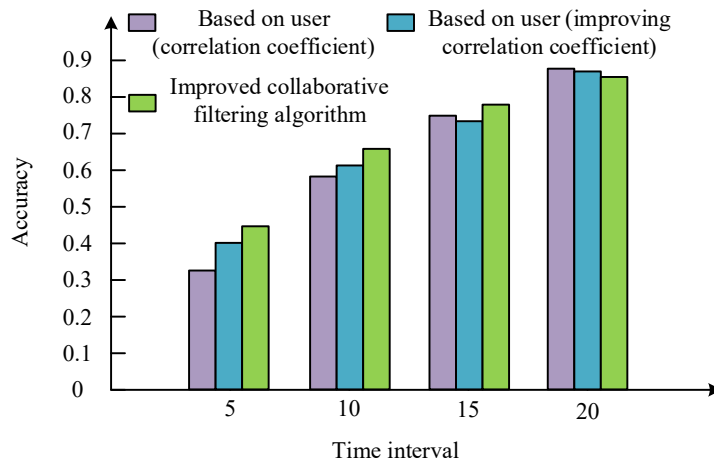 Based on user
(correlation coefficient)
Based on user (improving
correlation coefficient)
Improved collaborative
filtering algorithm
Accuracy
0.9
0.8
0.7
0.6
0.5
0.4
0.3
0.2
0.1
0
5
10
15
20
Time interval